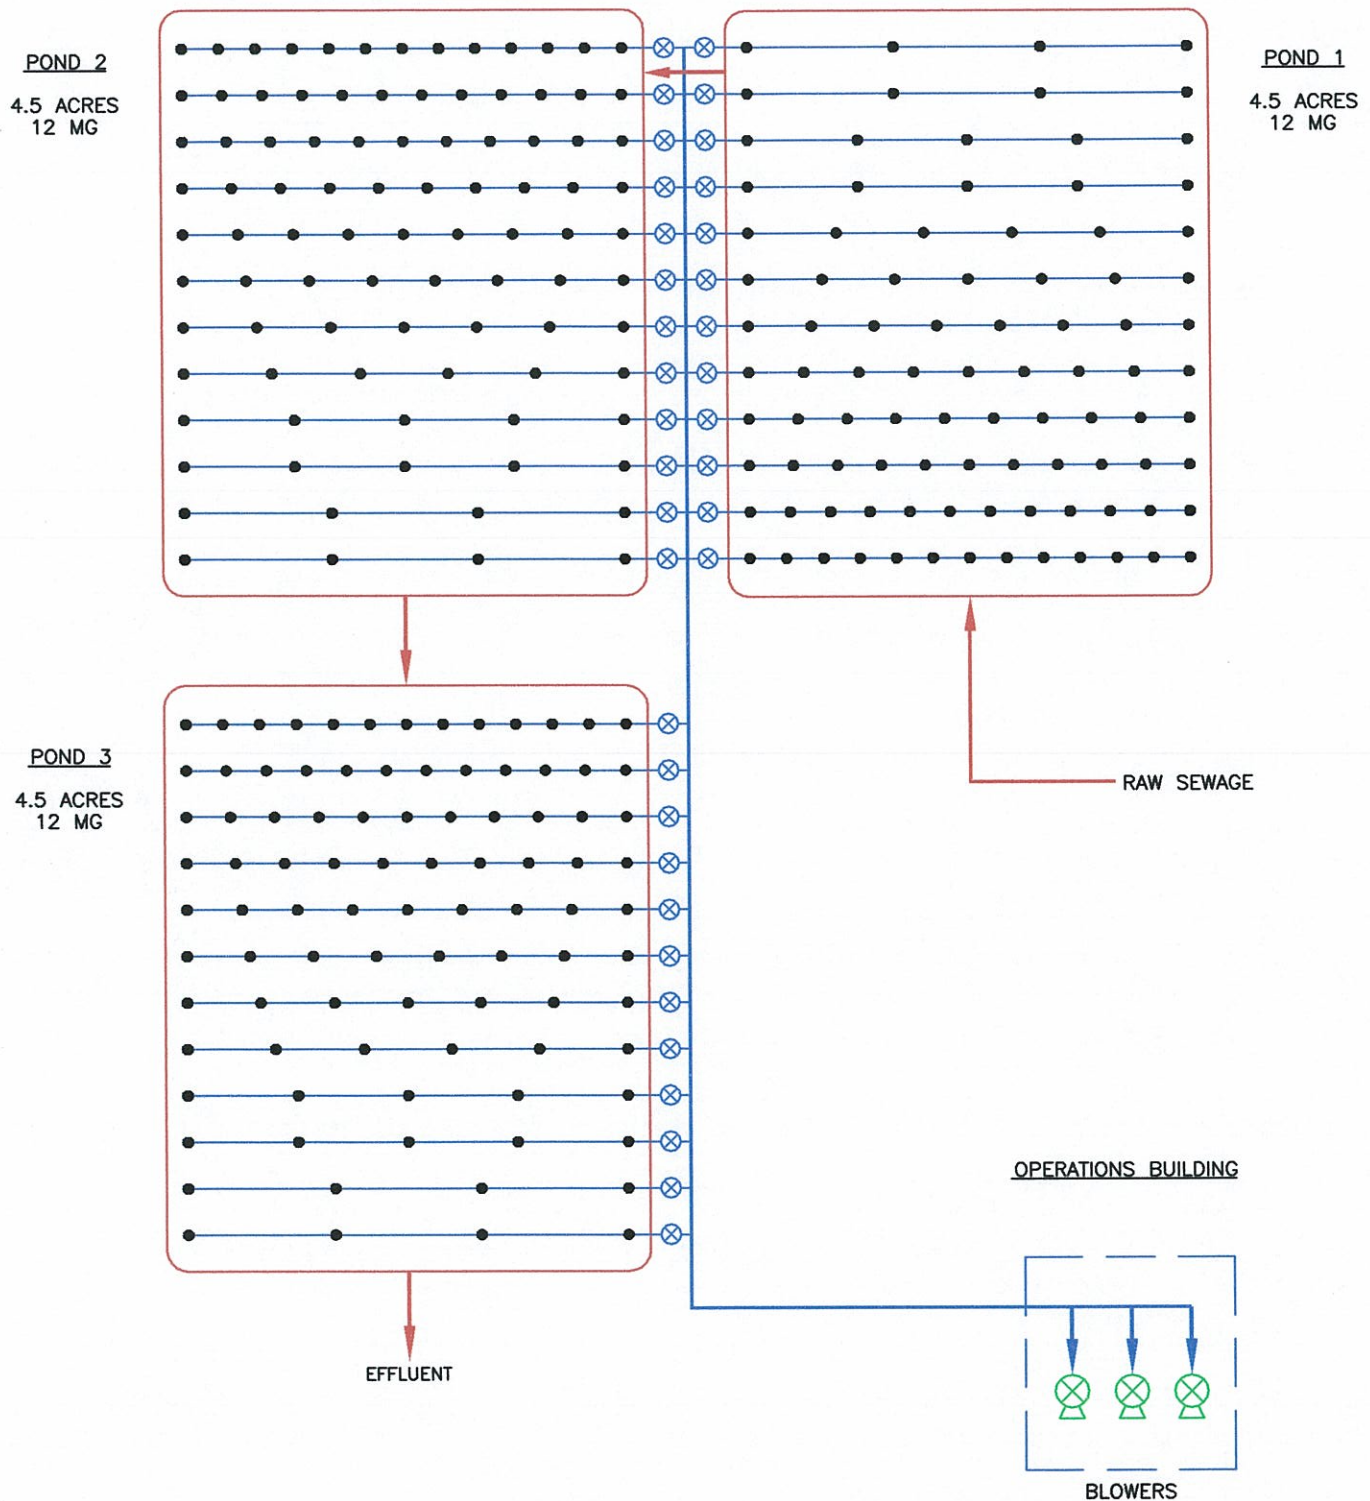 POND 2
4.5 ACRES
12 MG
POND 1
4.5 ACRES
12 MG
POND 3
4.5 ACRES
12 MG
RAW SEWAGE
OPERATIONS BUILDING
EFFLUENT
BLOWERS